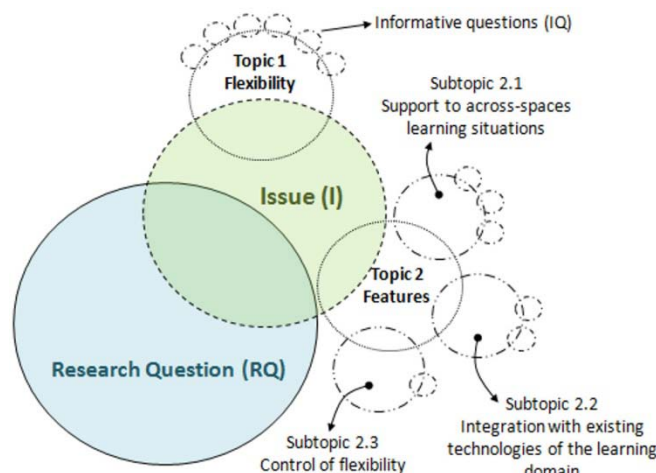 Informative questions (IQ)
Topic 1
Flexibility
Subtopic 2.1
Support to across-spaces
learning situations
Issue (I)
Topic 2
Features
Research Question (RQ)
Subtopic 2.2
Integration with existing
technologies of the learning
domain
Subtopic 2.3
Control of flexibility